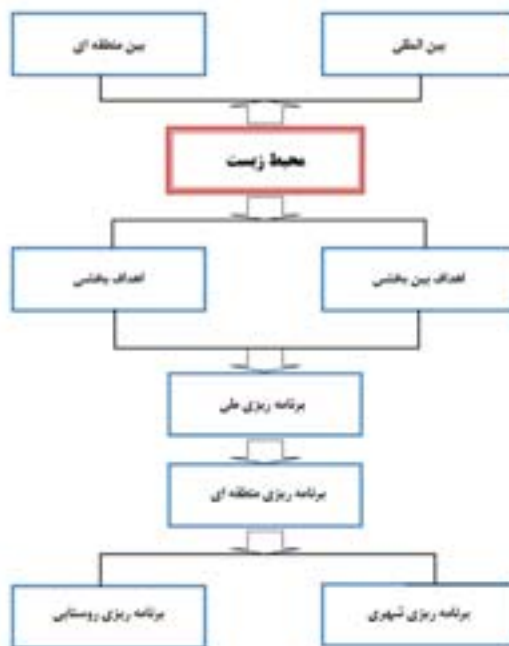 بین المللی
بین منطقه ای
محیط زیست
اهداف بین بخشی
اهداف بخشی
برنامه ریزی ملی
برنامه ریزی منطقه ای
برنامه ریزی شهری
برنامه ریزی روستایی